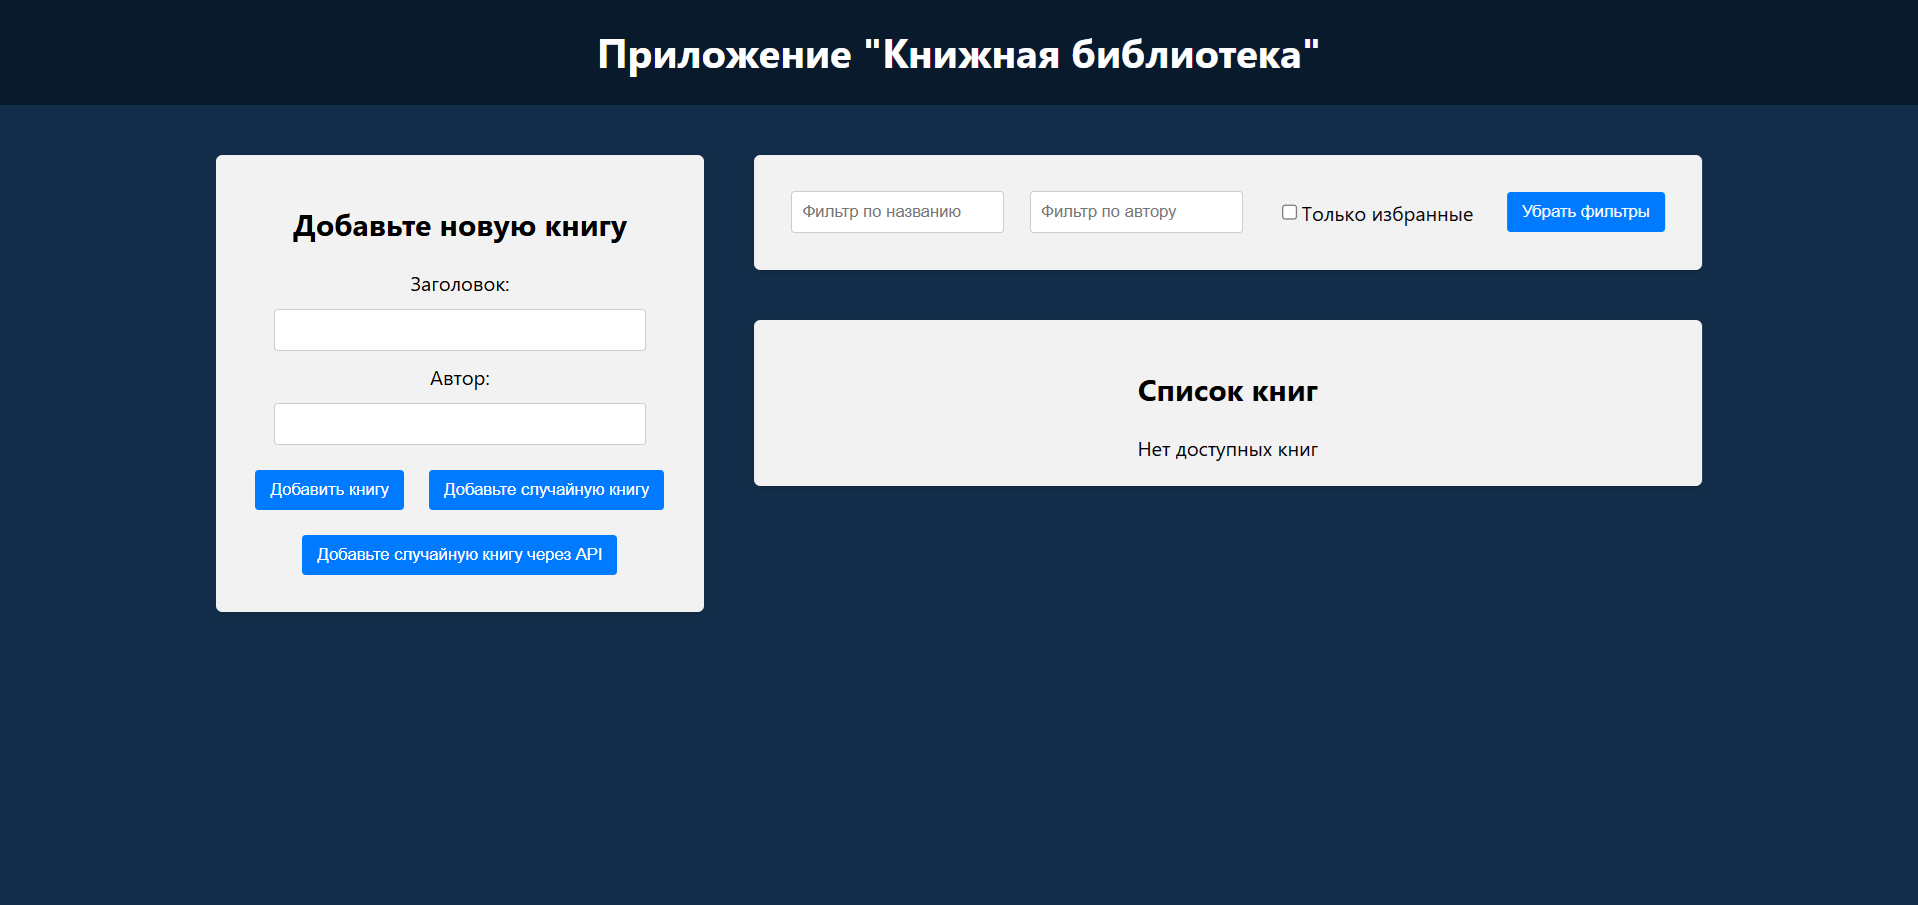 Приложение "Книжная библиотека"
Добавьте новую книгу
Заголовок:
Автор:
Добавить книгу
Добавьте случайную книгу
Добавьте случайную книгу через API
Фильтр по названию
Фильтр по автору
Только избранные
Убрать фильтры
Список книг
Нет доступных книг